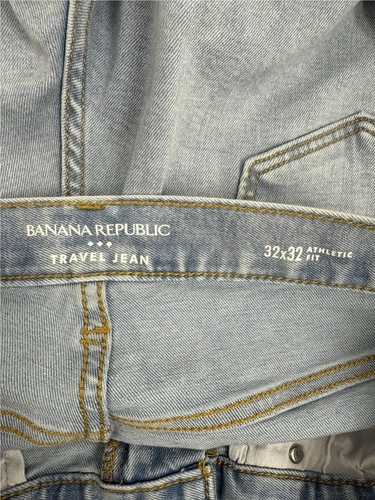 BANANA REPUBLIC
TRAVEL JEAN
32x32 ATHLETIC
FIT